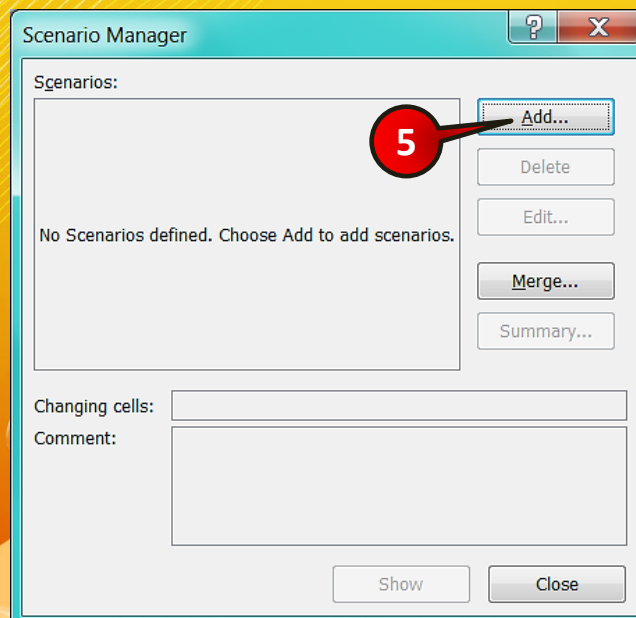 Scenario Manager
?
X
Scenarios:
No Scenarios defined. Choose Add to add scenarios.
5
Add...
Delete
Edit...
Merge...
Summary...
Changing cells:
Comment:
Show
Close